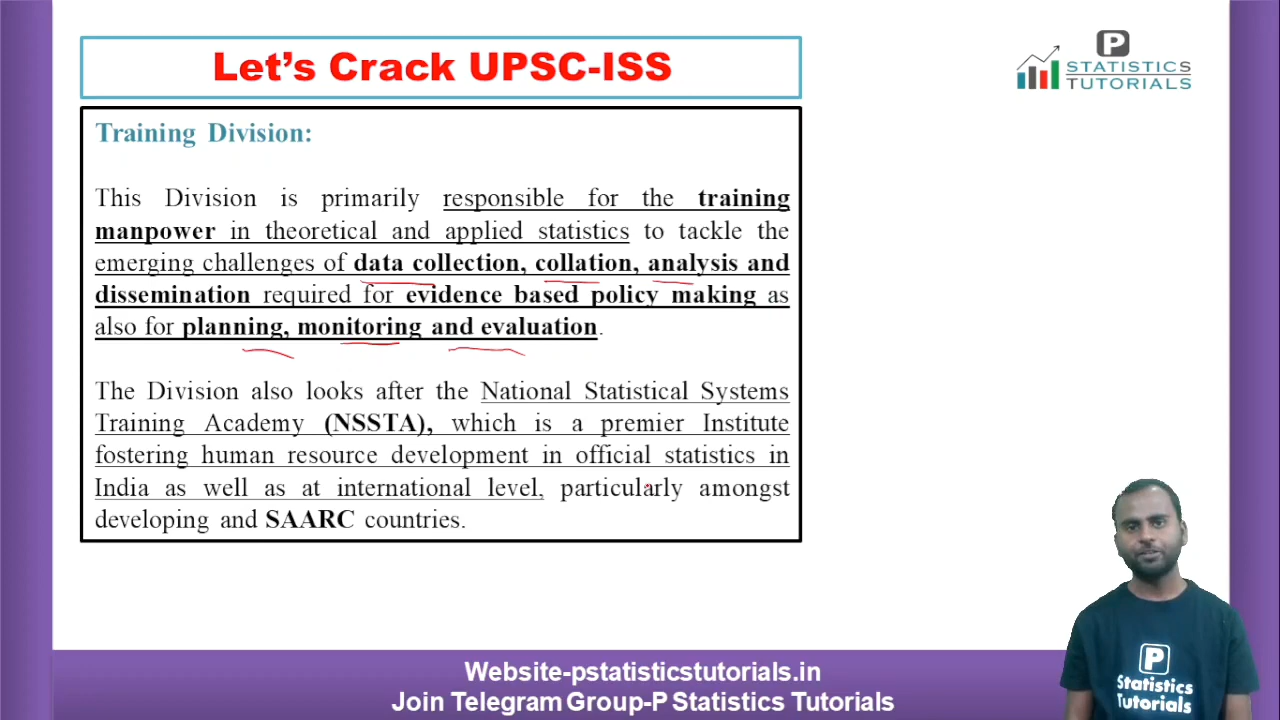 Let's Crack UPSC-ISS
P
STATISTICS
TUTORIALS
Training Division:
This Division is primarily responsible for the training
manpower in theoretical and applied statistics to tackle the
emerging challenges of data collection, collation, analysis and
dissemination required for evidence based policy making as
also for planning, monitoring and evaluation.
The Division also looks after the National Statistical Systems
Training Academy (NSSTA), which is a premier Institute
fostering human resource development in official statistics in
India as well as at international level, particularly amongst
developing and SAARC countries.
P
Statistics
Tutorials
Website-pstatisticstutorials.in
Join Telegram Group-P Statistics Tutorials